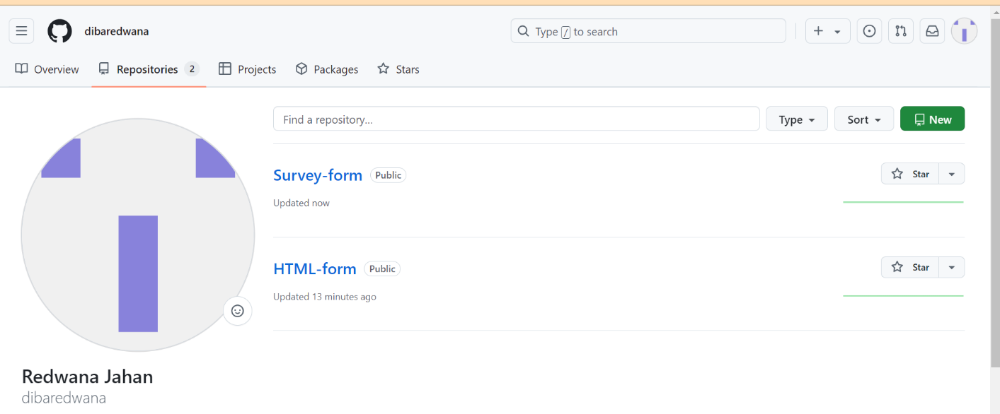 dibaredwana
Type / to search
Overview Repositories 2 Projects Packages Stars
Find a repository...
Type
Sort
New
Survey-form Public
Star
Updated now
HTML-form Public
Star
Updated 13 minutes ago
Redwana Jahan
dibaredwana